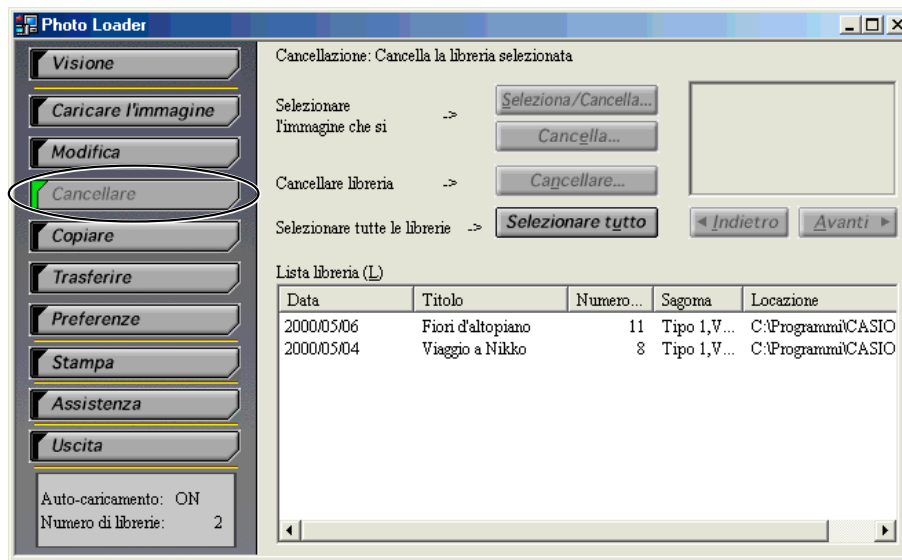 Photo Loader
Visione
Caricare l'immagine
Modifica
Cancellare
Copiare
Trasferire
Preferenze
Stampa
Assistenza
Uscita
Auto-caricamento: ON
Numero di librerie: 2
Cancellazione: Cancella la libreria selezionata
Selezionare
l'immagine che si
->
Seleziona/Cancella...
Cancella...
Cancellare libreria -> Cancellare...
Selezionare tutte le librerie -> Selezionare tutto
Indietro Avanti
Lista libreria (L)
Data Titolo Numero... Sagoma Locazione
2000/05/06 Fiori d'altopiano 11 Tipo 1,V... C:\Programmi\CASIO
2000/05/04 Viaggio a Nikko 8 Tipo 1,V... C:\Programmi\CASIO